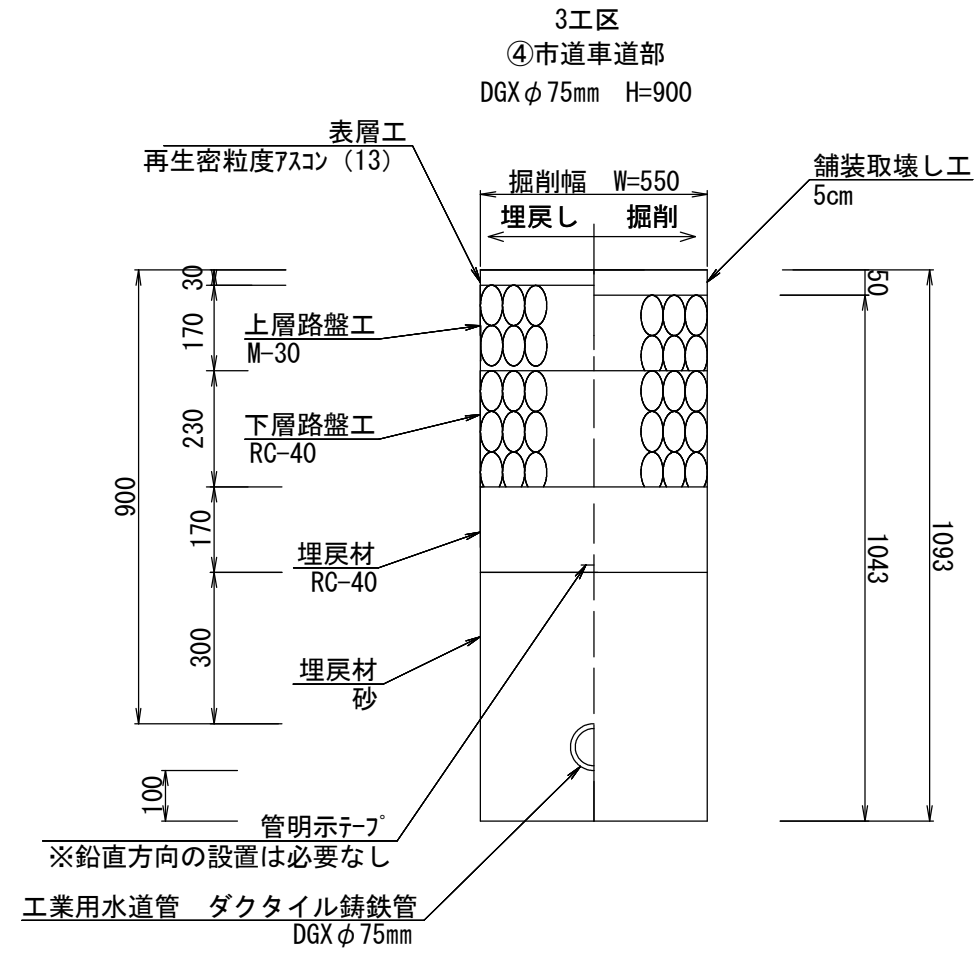 3工区
④市道車道部
DGXφ75mm H=900
表層工
再生密粒度アスコン（13）
掘削幅 W=550
舗装取壊し工
5cm
埋戻し 掘削
30
50
170
上層路盤工
M-30
230
下層路盤工
RC-40
900
170
埋戻材
RC-40
1043
1093
300
埋戻材
砂
100
管明示テープ
※鉛直方向の設置は必要なし
工業用水道管 ダクタイル鋳鉄管
DGXφ75mm